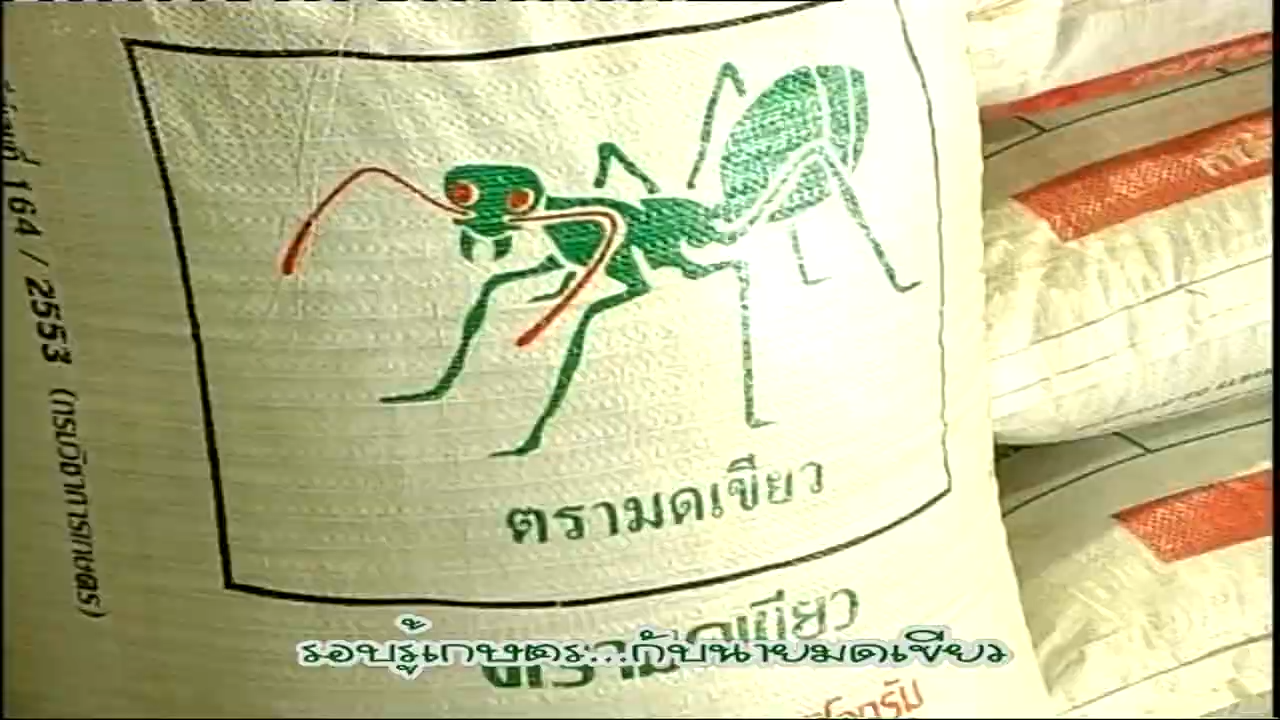 164 / 2553 (กรมวิชาการเกษตร)
ตรามดเขียว
รอบรู้เกษตร...กับนายมดเขียว